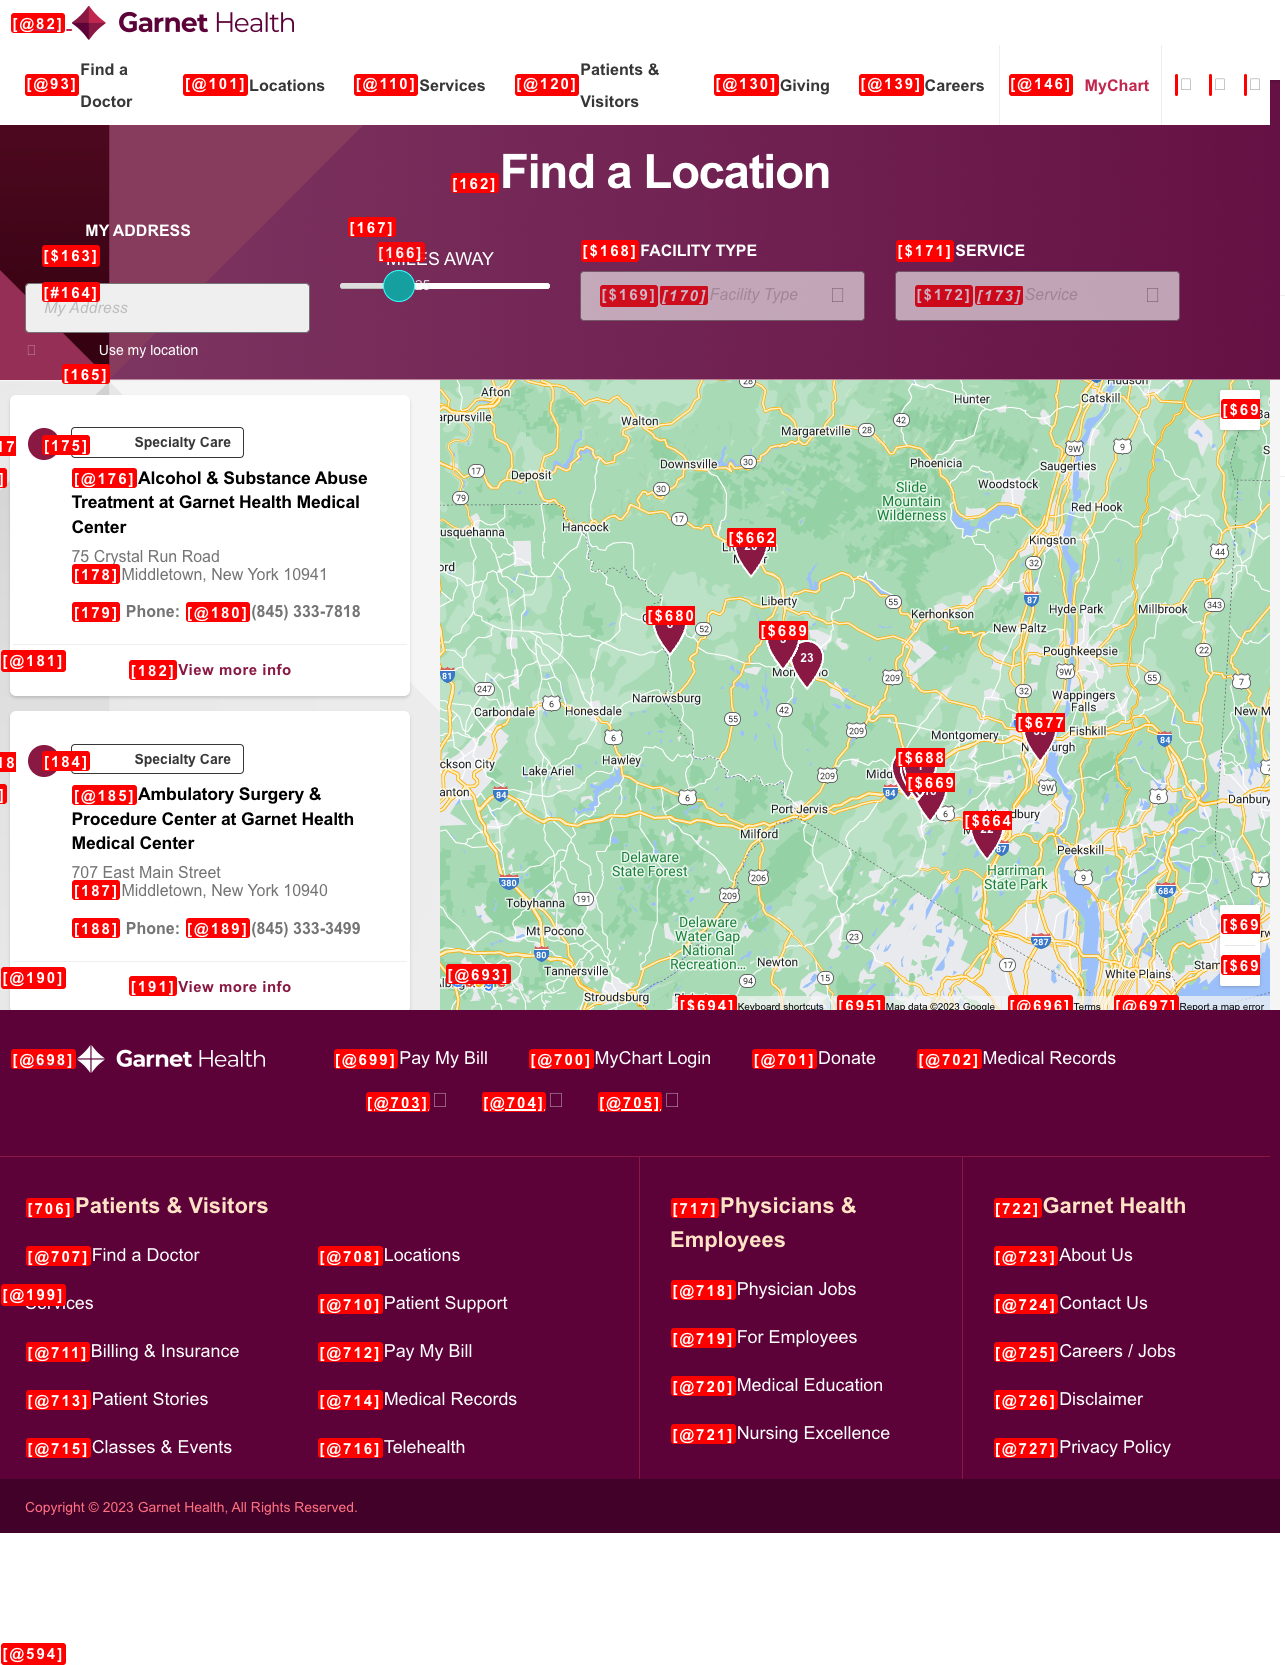 [@82]
Garnet Health
[@93] Find a Doctor
[@101] Locations
[@110] Services
[@120] Patients & Visitors
[@130] Giving
[@139] Careers
[@146] MyChart
[162] Find a Location
MY ADDRESS
[$163]
[#164]
My Address
Use my location
[165]
[167]
[166]
MILES AWAY
[$168] FACILITY TYPE
[$169] [170] Facility Type
[$171] SERVICE
[$172] [173] Service
[175] Specialty Care
[@176] Alcohol & Substance Abuse
Treatment at Garnet Health Medical
Center
75 Crystal Run Road
[178] Middletown, New York 10941
[179] Phone: [@180] (845) 333-7818
[@181]
[182] View more info
[184] Specialty Care
[@185] Ambulatory Surgery &
Procedure Center at Garnet Health
Medical Center
707 East Main Street
[187] Middletown, New York 10940
[188] Phone: [@189] (845) 333-3499
[@190]
[191] View more info
Afton
Walton
Hunter
Catskill
Margaretville
Downsville
Phoenicia
Saugerties
Deposit
Woodstock
Slide
Mountain
Wilderness
Red Hook
Hancock
Kingston
[$662
Liberty
Kerhonkson
Hyde Park
Millbrook
[$680
[$689
New Paltz
23
Poughkeepsie
Narrowsburg
Wappingers
Falls
Carbondale
Honesdale
[$677
Montgomery
Fishkill
Hawley
Lake Ariel
[$688
[$669
Danbury
Port Jervis
[$664
Milford
Peekskill
Delaware
State Forest
Harriman
State Park
Tobyhanna
Mt Pocono
Delaware
Water Gap
National
Recreation...
Newton
Tannersville
White Plains
Stroudsburg
[$69
[$69
[$69
[@693]
[$694] Keyboard shortcuts
[695] Map data ©2023 Google
[@696] Terms
[@697] Report a map error
[@698] Garnet Health
[@699] Pay My Bill
[@700] MyChart Login
[@701] Donate
[@702] Medical Records
[@703]
[@704]
[@705]
[706] Patients & Visitors
[@707] Find a Doctor
[@708] Locations
[@199]
[@710] Patient Support
[@711] Billing & Insurance
[@712] Pay My Bill
[@713] Patient Stories
[@714] Medical Records
[@715] Classes & Events
[@716] Telehealth
[717] Physicians &
Employees
[@718] Physician Jobs
[@719] For Employees
[@720] Medical Education
[@721] Nursing Excellence
[722] Garnet Health
[@723] About Us
[@724] Contact Us
[@725] Careers / Jobs
[@726] Disclaimer
[@727] Privacy Policy
Copyright © 2023 Garnet Health, All Rights Reserved.
[@594]